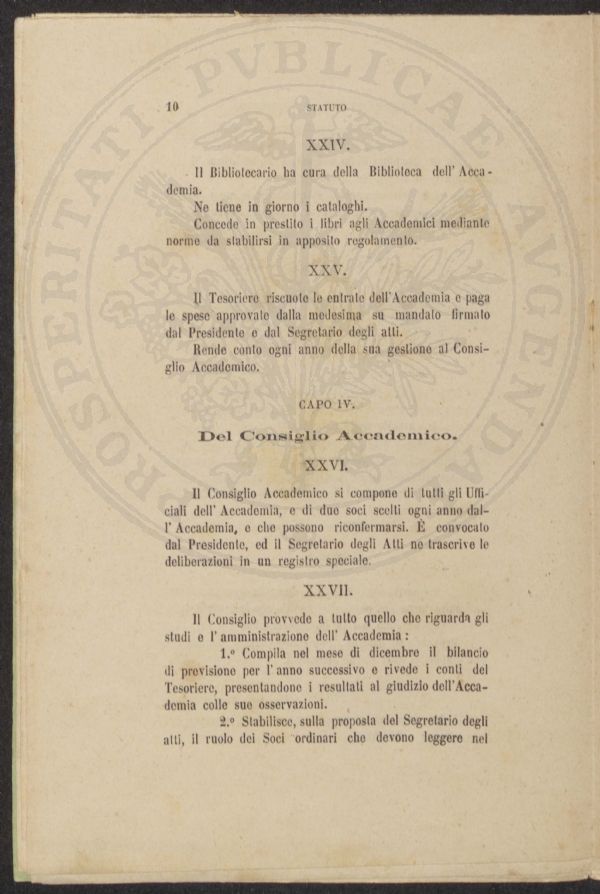 PROSPERITATI PVBLICAE AVGENDAE
10 STATUTO
XXIV.
Il Bibliotecario ha cura della Biblioteca dell' Acca-
demia.
Ne tiene in giorno i cataloghi.
Concede in prestito i libri agli Accademici mediante
norme da stabilirsi in apposito regolamento.
XXV.
Il Tesoriere riscuote le entrate dell'Accademia e paga
le spese approvate dalla medesima su mandato firmato
dal Presidente e dal Segretario degli atti.
Rende conto ogni anno della sua gestione al Consi-
glio Accademico.
CAPO IV.
Del Consiglio Accademico.
XXVI.
Il Consiglio Accademico si compone di tutti gli Uffi-
ciali dell' Accademia, e di due soci scelti ogni anno dal-
l' Accademia, e che possono riconfermarsi. È convocato
dal Presidente, ed il Segretario degli Atti ne trascrive le
deliberazioni in un registro speciale.
XXVII.
Il Consiglio provvede a tutto quello che riguarda gli
studi e l' amministrazione dell' Accademia :
1.º Compila nel mese di dicembre il bilancio
di previsione per l' anno successivo e rivede i conti del
Tesoriere, presentandone i resultati al giudizio dell'Acca-
demia colle sue osservazioni.
2.º Stabilisce, sulla proposta del Segretario degli
atti, il ruolo dei Soci ordinari che devono leggere nel